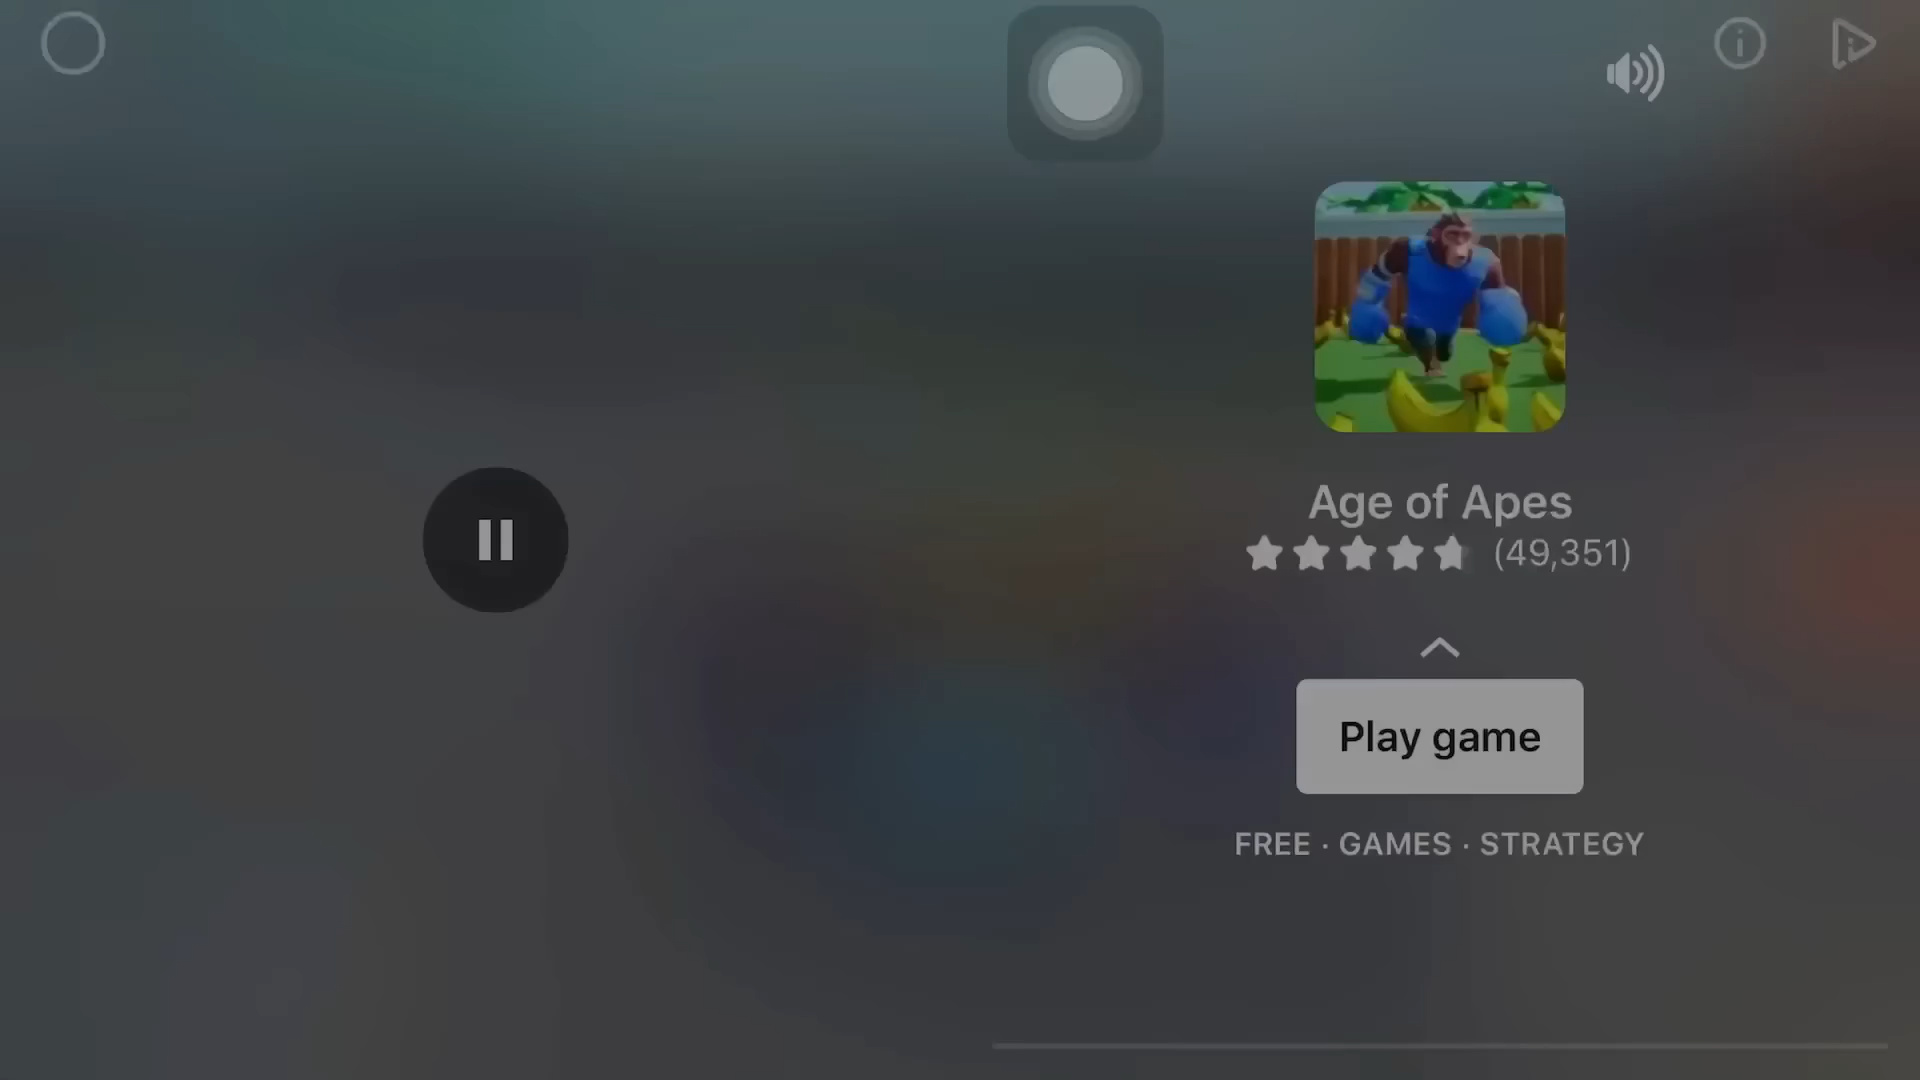 Age of Apes
(49,351)
Play game
FREE · GAMES · STRATEGY